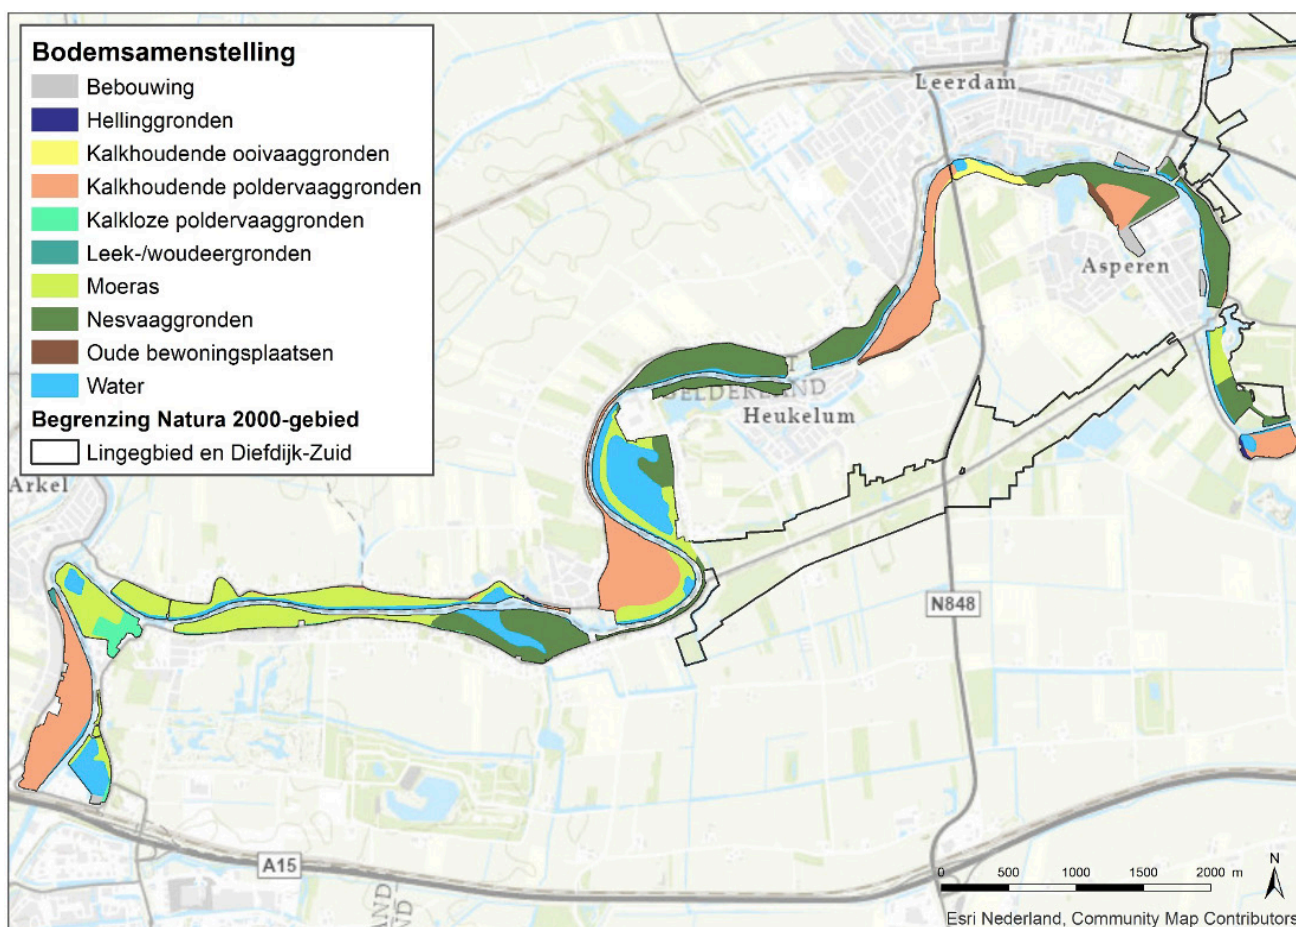 Bodemsamenstelling
Bebouwing
Hellinggronden
Kalkhoudende ooivaaggronden
Kalkhoudende poldervaaggronden
Kalkloze poldervaaggronden
Leek-/woudeergronden
Moeras
Nesvaaggronden
Oude bewoningsplaatsen
Water
Begrenzing Natura 2000-gebied
Lingegbied en Diefdijk-Zuid
Leerdam
Asperen
GELDERLAND
Heukelum
Arkel
N848
A15
N
0 500 1000 1500 2000 m
Esri Nederland, Community Map Contributors